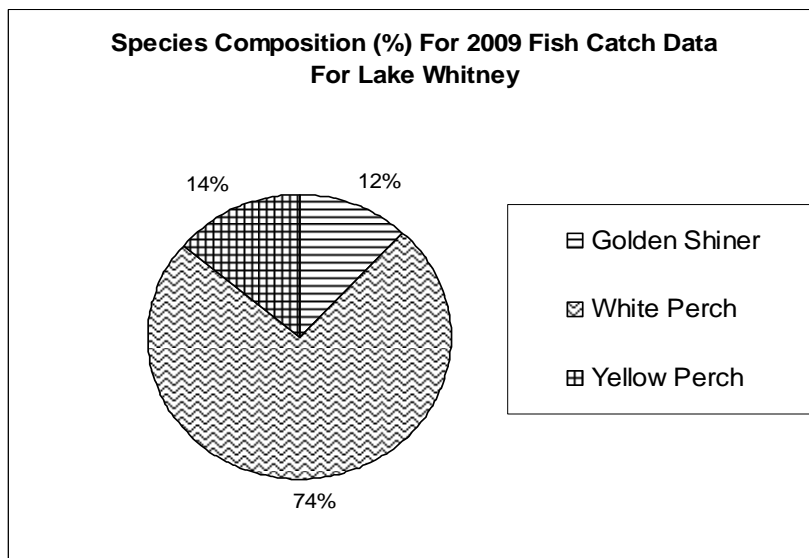 Species Composition (%) For 2009 Fish Catch Data
For Lake Whitney
14%
12%
Golden Shiner
White Perch
Yellow Perch
74%